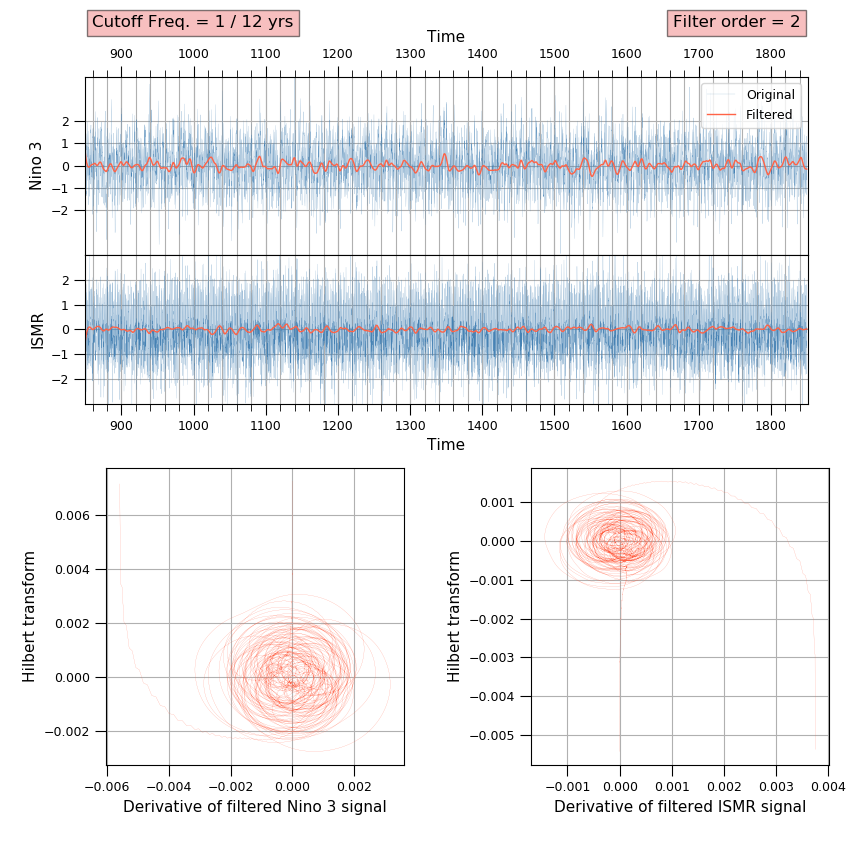 Cutoff Freq. = 1 / 12 yrs
Filter order = 2
Time
900 1000 1100 1200 1300 1400 1500 1600 1700 1800
Original
Filtered
Nino 3
2
1
0
−1
−2
ISMR
2
1
0
−1
−2
900 1000 1100 1200 1300 1400 1500 1600 1700 1800
Time
Hilbert transform
0.006
0.004
0.002
0.000
−0.002
−0.006 −0.004 −0.002 0.000 0.002
Derivative of filtered Nino 3 signal
Hilbert transform
0.001
0.000
−0.001
−0.002
−0.003
−0.004
−0.005
−0.001 0.000 0.001 0.002 0.003 0.004
Derivative of filtered ISMR signal